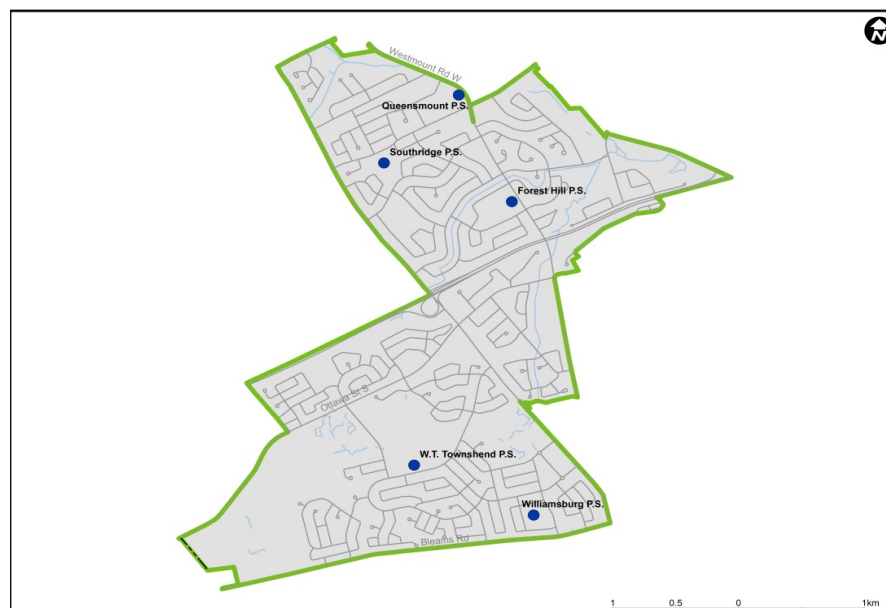 N
Westmount Rd W
Queensmount P.S.
Southridge P.S.
Forest Hill P.S.
Ottawa St S
W.T. Townshend P.S.
Williamsburg P.S.
Bleams Rd
1 0.5 0 1km